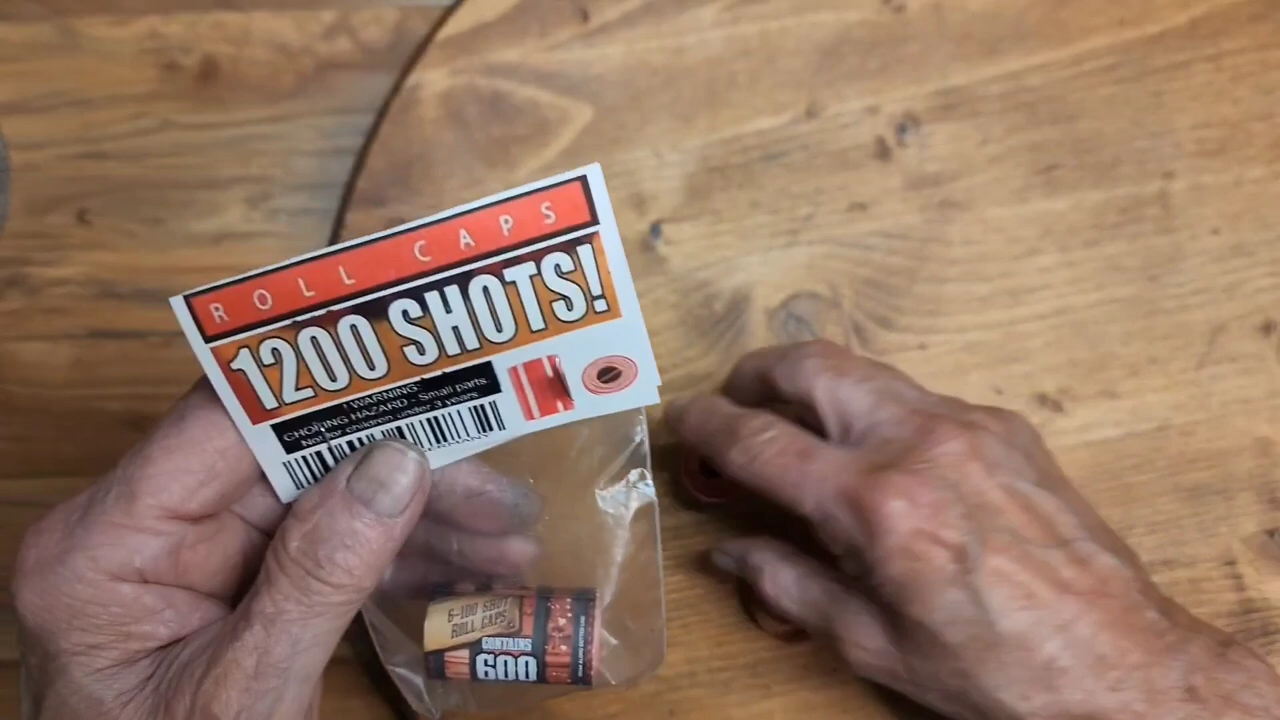 ROLL CAPS
1200 SHOTS!
WARNING:
CHOKING HAZARD - Small parts.
Not for children under 3 years
GERMANY
6-100 SHOT
ROLL CAPS
CONTAINS
600